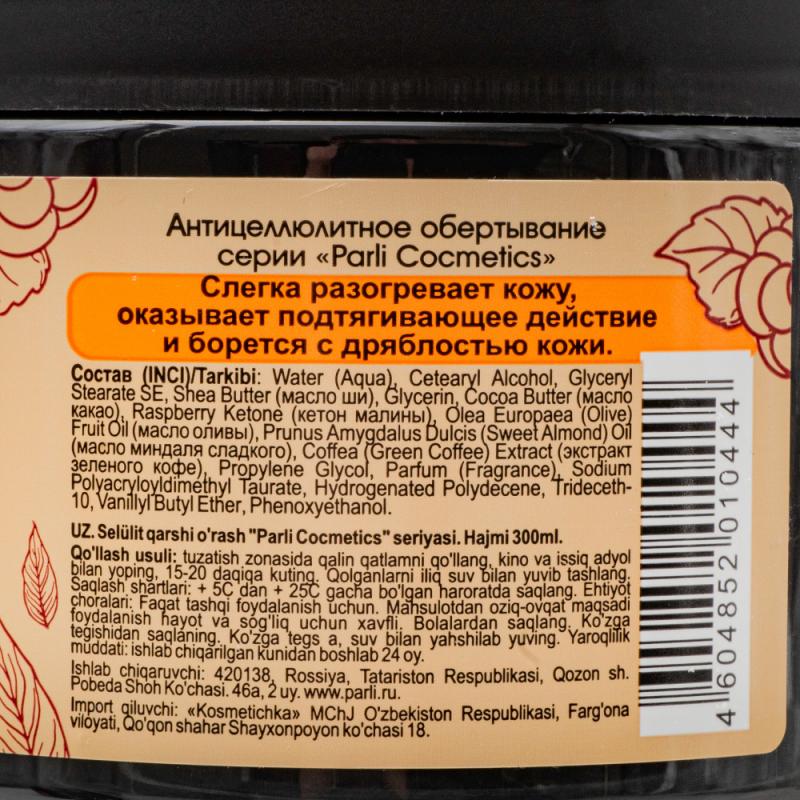 Антицеллюлитное обертывание
серии «Parli Cocmetics»
Слегка разогревает кожу,
оказывает подтягивающее действие
и борется с дряблостью кожи.
Состав (INCI)/Tarkibi: Water (Aqua), Cetearyl Alcohol, Glyceryl
Stearate SE, Shea Butter (масло ши), Glycerin, Cocoa Butter (масло
какао), Raspberry Ketone (кетон малины), Olea Europaea (Olive)
Fruit Oil (масло оливы), Prunus Amygdalus Dulcis (Sweet Almond) Oil
(масло миндаля сладкого), Coffea (Green Coffee) Extract (экстракт
зеленого кофе), Propylene Glycol, Parfum (Fragrance), Sodium
Polyacryloyldimethyl Taurate, Hydrogenated Polydecene, Trideceth-
10, Vanillyl Butyl Ether, Phenoxyethanol.
UZ. Selülit qarshi o'rash "Parli Cocmetics" seriyasi. Hajmi 300ml.
Qo'llash usuli: tuzatish zonasida qalin qatlamni qo'llang, kino va issiq adyol
bilan yoping, 15-20 daqiqa kuting. Qolganlarni iliq suv bilan yuvib tashlang.
Saqlash shartlari: + 5C dan + 25C gacha bo'lgan haroratda saqlang. Ehtiyot
choralari: Faqat tashqi foydalanish uchun. Mahsulotdan oziq-ovqat maqsadi
foydalanish hayot va sog'liq uchun xavfli. Bolalardan saqlang. Ko'zga
tegishidan saqlaning. Ko'zga tegs a, suv bilan yahshilab yuving. Yaroqlilik
muddati: ishlab chiqarilgan kunidan boshlab 24 oy.
Ishlab chiqaruvchi: 420138, Rossiya, Tatariston Respublikasi, Qozon sh.
Pobeda Shoh Ko'chasi. 46a, 2 uy. www.parli.ru.
Import qiluvchi: «Kosmetichka» MChJ O'zbekiston Respublikasi, Farg'ona
viloyati, Qo'qon shahar Shayxonpoyon ko'chasi 18.
4 604852 010444